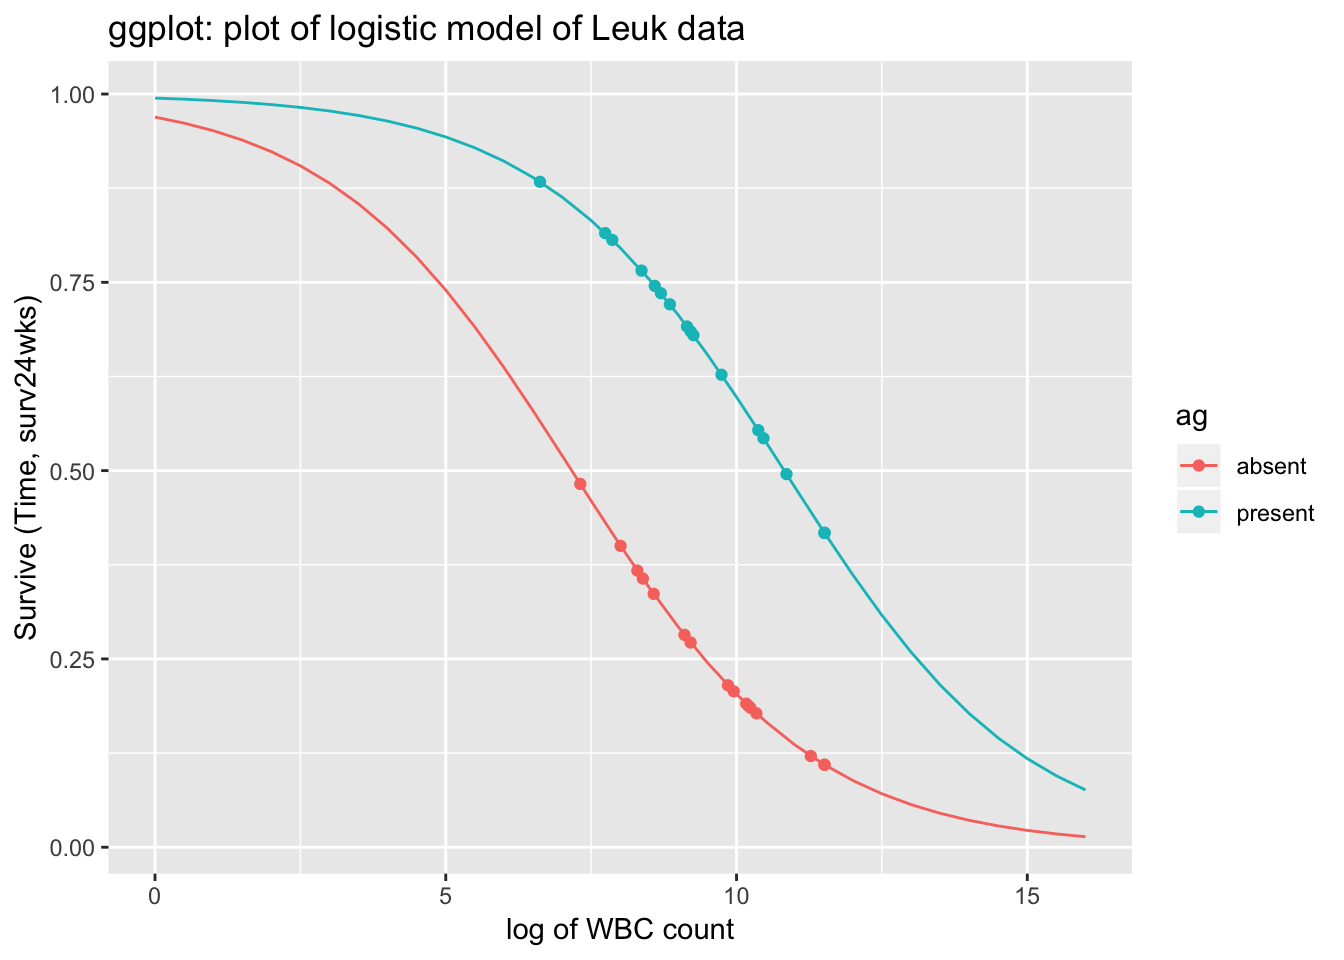 ggplot: plot of logistic model of Leuk data
Survive (Time, surv24wks)
1.00
0.75
0.50
0.25
0.00
0
5
10
15
log of WBC count
ag
absent
present